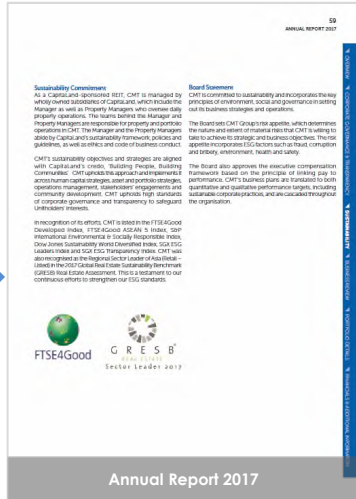 59
ANNUAL REPORT 2017
Sustainability Commitment
As a CapitaLand-sponsored REIT, CMT is managed by
wholly owned subsidiaries of CapitaLand, which include the
Manager as well as Property Managers who oversee daily
property operations. The teams behind the Manager and
Property Managers are responsible for property and portfolio
operations in CMT. The Manager and the Property Managers
abide by CapitaLand's sustainability framework, policies and
guidelines, as well as ethics and code of business conduct.
CMT's sustainability objectives and strategies are aligned
with CapitaLand's credo, 'Building People, Building
Communities'. CMT upholds this approach and implements it
across human capital strategies, asset and portfolio strategies,
operations management, stakeholders' engagements and
community development. CMT upholds high standards
of corporate governance and transparency to safeguard
Unitholders' interests.
In recognition of its efforts, CMT is listed in the FTSE4Good
Developed Index, FTSE4Good ASEAN 5 Index, S&P
International Environmental & Socially Responsible Index,
Dow Jones Sustainability World Diversified Index, SGX ESG
Leaders Index and SGX ESG Transparency Index. CMT was
also recognised as the Regional Sector Leader of Asia (Retail –
Listed) in the 2017 Global Real Estate Sustainability Benchmark
(GRESB) Real Estate Assessment. This is a testament to our
continuous efforts to strengthen our ESG standards.
FTSE4Good
G R E S B
REAL ESTATE
Sector Leader 2017
Board Statement
CMT is committed to sustainability and incorporates the key
principles of environment, social and governance in setting
out its business strategies and operations.
The Board sets CMT Group's risk appetite, which determines
the nature and extent of material risks that CMT is willing to
take to achieve its strategic and business objectives. The risk
appetite incorporates ESG factors such as fraud, corruption
and bribery, environment, health and safety.
The Board also approves the executive compensation
framework based on the principle of linking pay to
performance. CMT's business plans are translated to both
quantitative and qualitative performance targets, including
sustainable corporate practices, and are cascaded throughout
the organisation.
OVERVIEW
CORPORATE GOVERNANCE & TRANSPARENCY
SUSTAINABILITY
BUSINESS REVIEW
PORTFOLIO DETAILS
FINANCIALS & ADDITIONAL INFORMATION
Annual Report 2017